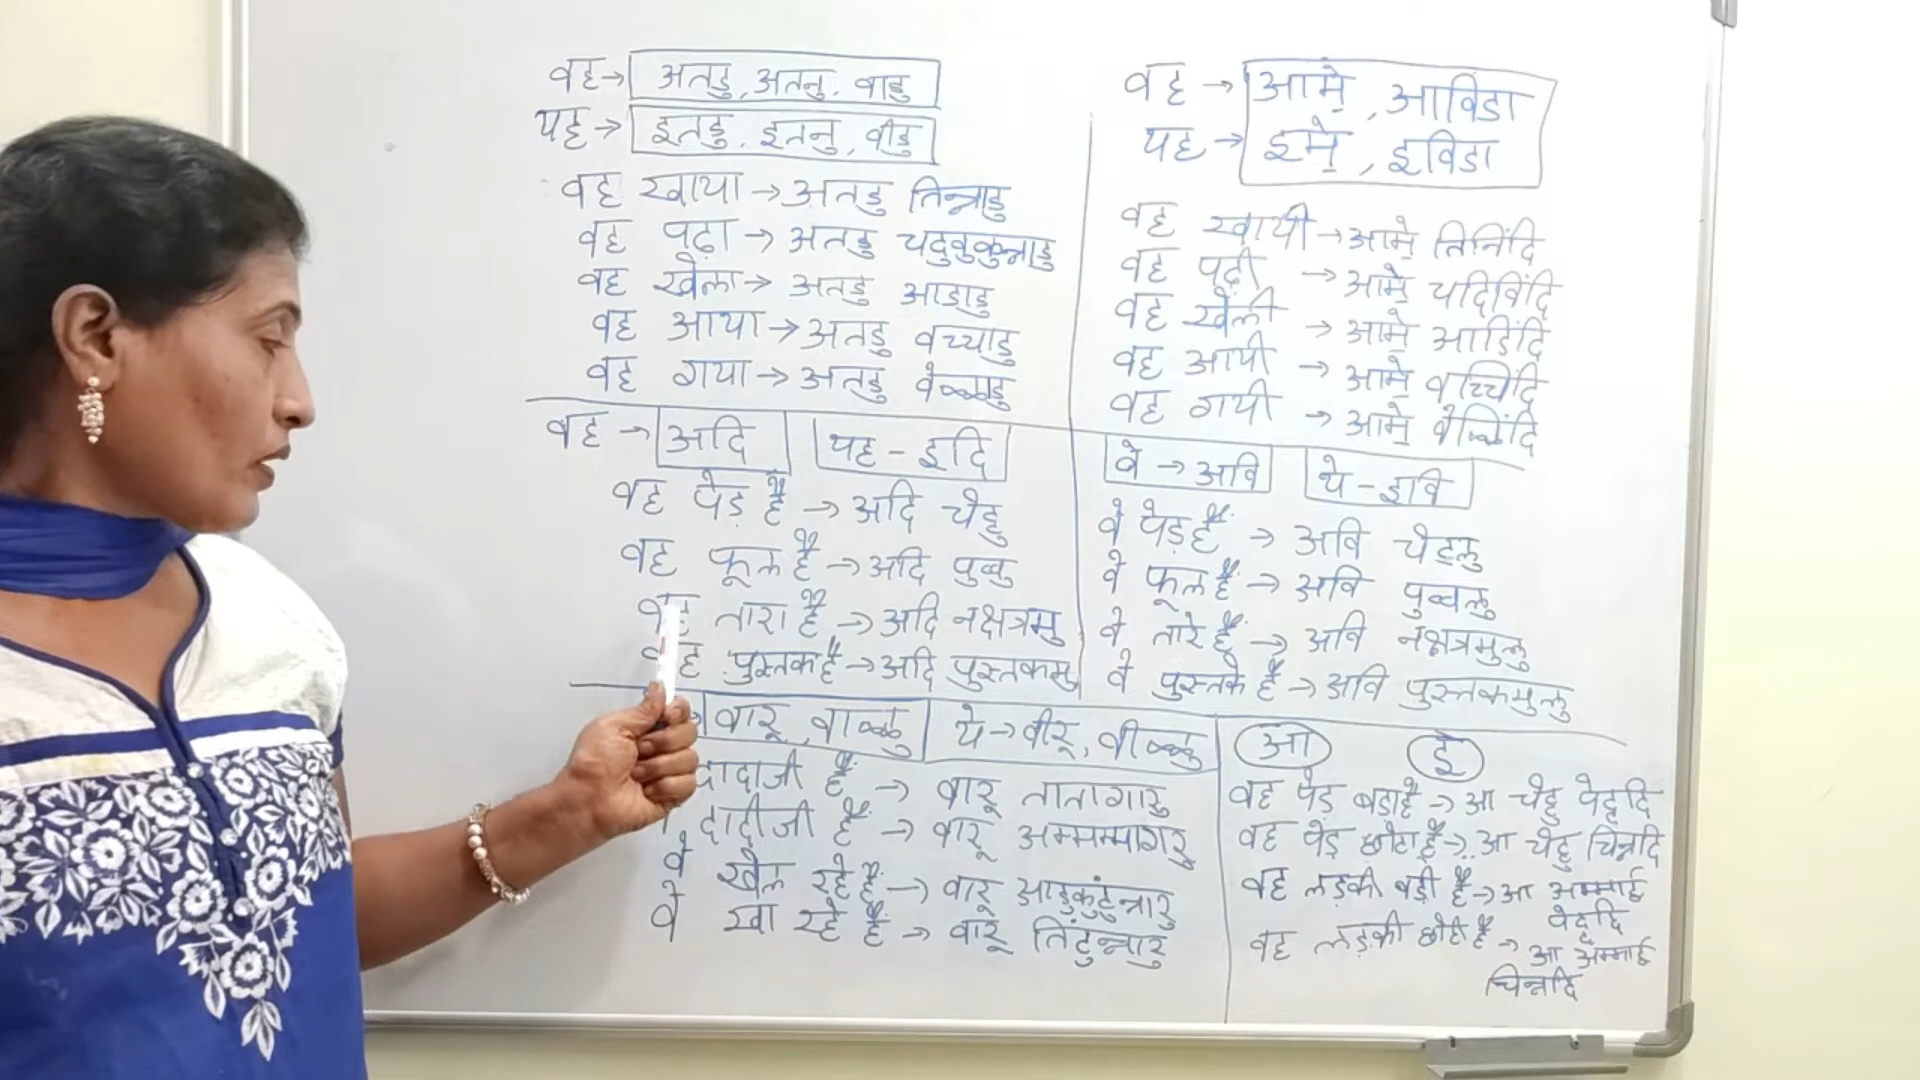 वह → अतडु, अतनु, वाडु
यह → इतडु, इतनु, वीडु
वह खाया → अतडु तिन्नाडु
वह पढ़ा → अतडु चदुवुकुन्नाडु
वह खेला → अतडु आडाडु
वह आया → अतडु वच्चाडु
वह गया → अतडु वेळ्ळाडु
वह → आमे, आविडा
यह → इमे, इविडा
वह खायी → आमे तिनिंदि
वह पढ़ी → आमे चदिविंदि
वह खेली → आमे आडिंदि
वह आयी → आमे वच्चिंदि
वह गयी → आमे वेळ्ळिंदि
वह → अदि यह - इदि
वह पेड़ है → अदि चेट्टु
वह फूल है → अदि पुव्वु
वह तारा है → अदि नक्षत्रमु
वह पुस्तक है → अदि पुस्तकमु
वे → अवि ये - इवि
वे पेड़ हैं → अवि चेट्लु
वे फूल हैं → अवि पुव्वलु
वे तारे हैं → अवि नक्षत्रमुलु
वे पुस्तके हैं → अवि पुस्तकमुलु
वारू, वाळ्ळु ये → वीरू, वीळ्ळु
दादाजी हैं → वारू तातागारु
दादीजी हैं → वारू अम्मम्मागारु
वे खेल रहे हैं → वारू आडुकुंटुन्नारु
वे खा रहे हैं → वारू तिंटुन्नारु
आ ई
वह पेड़ बड़ा है → आ चेट्टु पेद्ददि
वह पेड़ छोटा है → आ चेट्टु चिन्नदि
वह लड़की बड़ी है → आ अम्माई
पेद्ददि
वह लड़की छोटी है → आ अम्माई
चिन्नदि